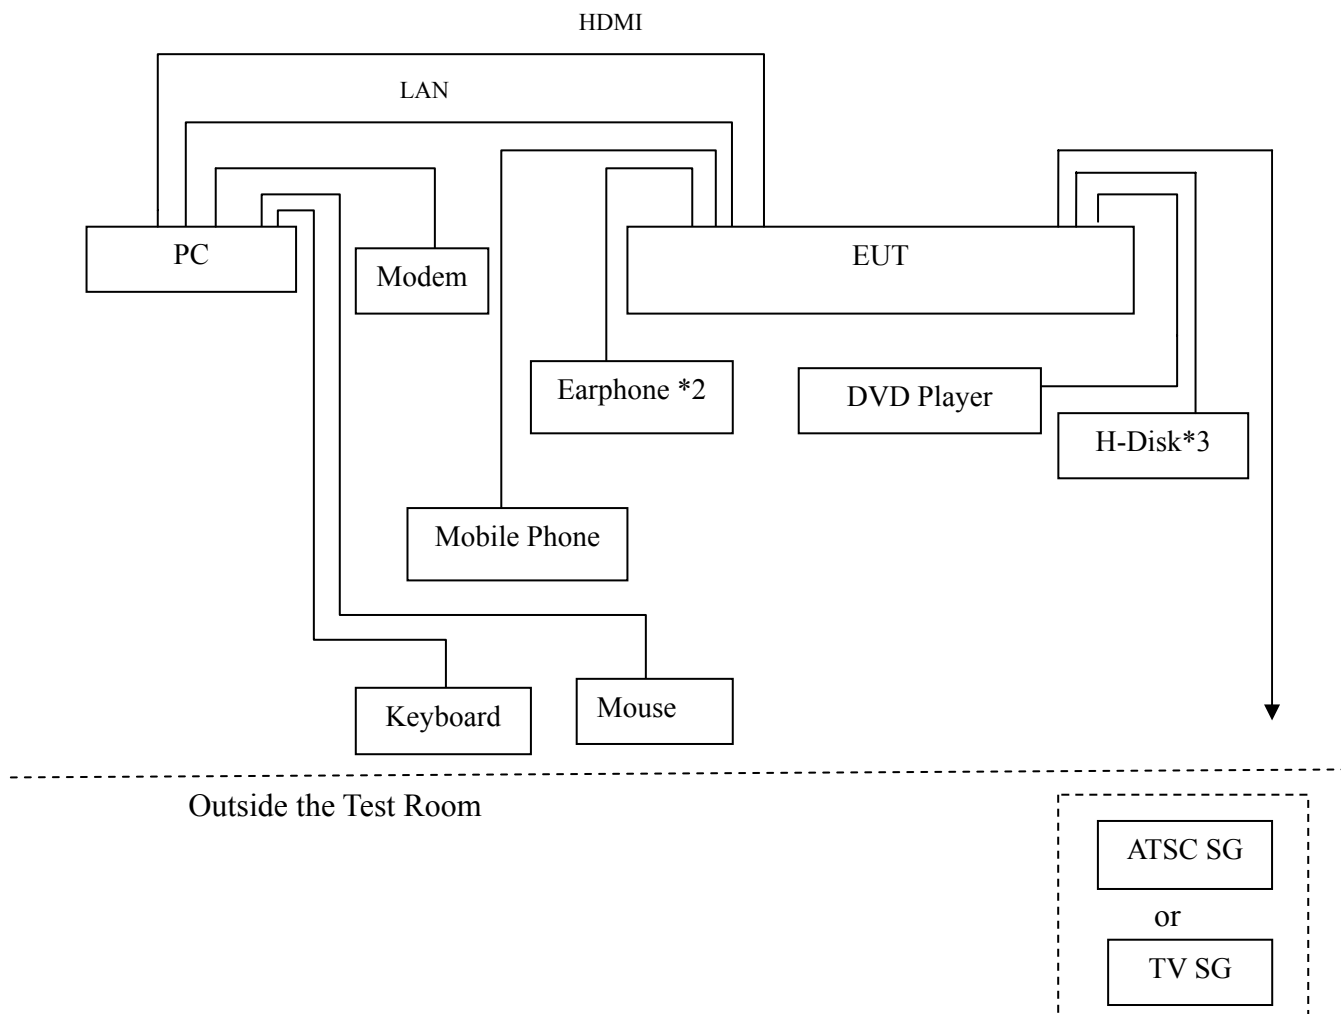 HDMI
LAN
PC
EUT
Modem
Earphone *2
DVD Player
H-Disk*3
Mobile Phone
Keyboard
Mouse
Outside the Test Room
ATSC SG
or
TV SG